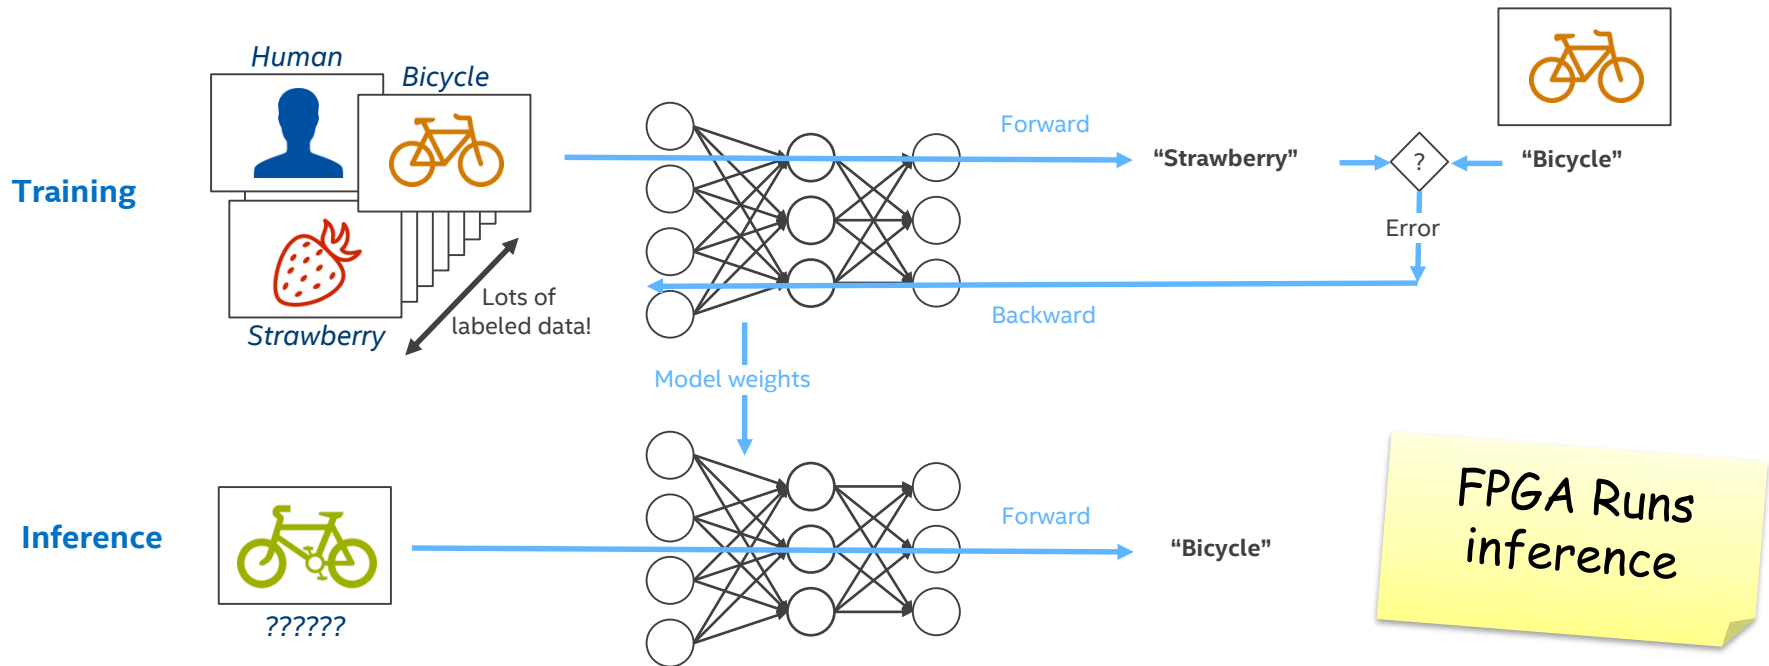 Human
Bicycle
Training
Forward
“Strawberry”
?
“Bicycle”
Error
Lots of
labeled data!
Strawberry
Backward
Model weights
Inference
Forward
“Bicycle”
??????
FPGA Runs
inference